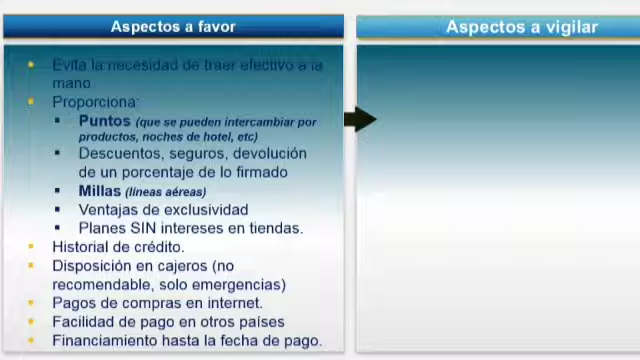 Aspectos a favor
Aspectos a vigilar
Evita la necesidad de traer efectivo a la
mano
Proporciona:
Puntos (que se pueden intercambiar por
productos, noches de hotel, etc)
Descuentos, seguros, devolución
de un porcentaje de lo firmado
Millas (líneas aéreas)
Ventajas de exclusividad
Planes SIN intereses en tiendas.
Historial de crédito.
Disposición en cajeros (no
recomendable, solo emergencias)
Pagos de compras en internet.
Facilidad de pago en otros países
Financiamiento hasta la fecha de pago.